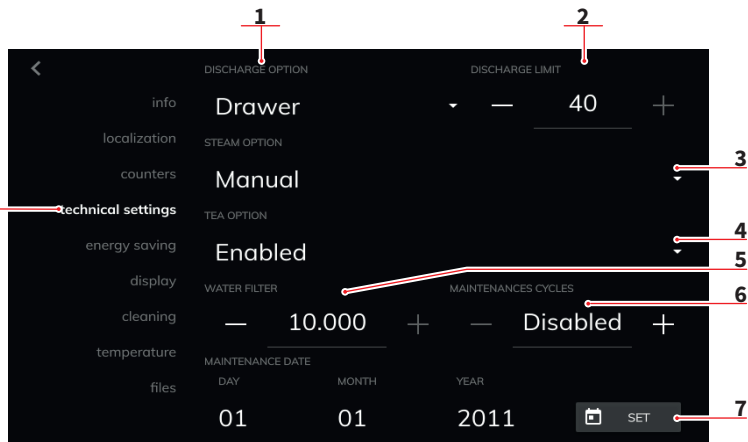 1 2
DISCHARGE OPTION DISCHARGE LIMIT
info Drawer 40
localization STEAM OPTION
counters Manual 3
technical settings TEA OPTION
energy saving Enabled 4
5
display WATER FILTER MAINTENANCES CYCLES
6
cleaning 10.000 Disabled
temperature MAINTENANCE DATE
files DAY MONTH YEAR
01 01 2011 SET 7